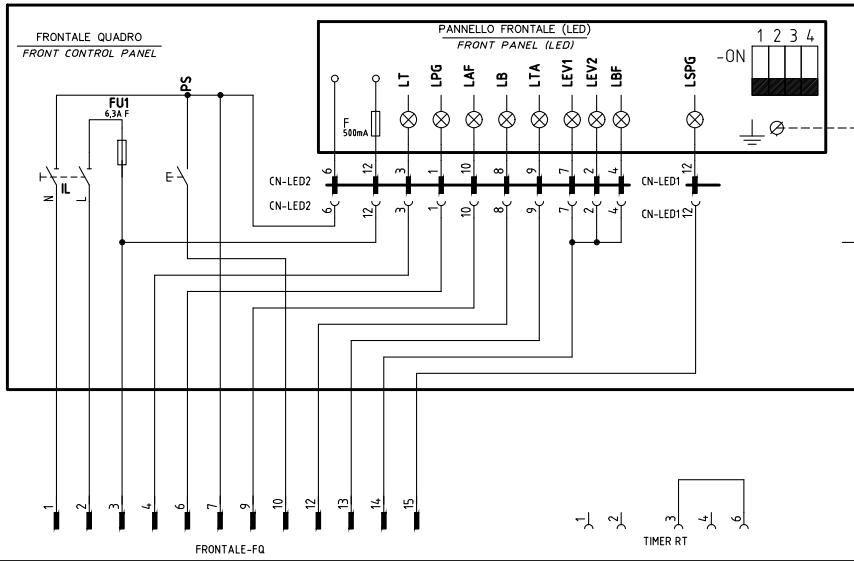 FRONTALE QUADRO
FRONT CONTROL PANEL
PANNELLO FRONTALE (LED)
FRONT PANEL (LED)
1 2 3 4
-ON
PS
FU1
6,3A F
F
500mA
LT
LPG
LAF
LB
LTA
LEV1
LEV2
LBF
LSPG
IL
N
L
E
CN-LED2
6 12 3 1 10 8 9 7 2 4
CN-LED1
12
CN-LED2
6 12 3 1 10 8 9 7 2 4
CN-LED1
12
1 2 3 4 6 7 9 10 12 13 14 15
FRONTALE-FQ
1 2 3 4 6
TIMER RT